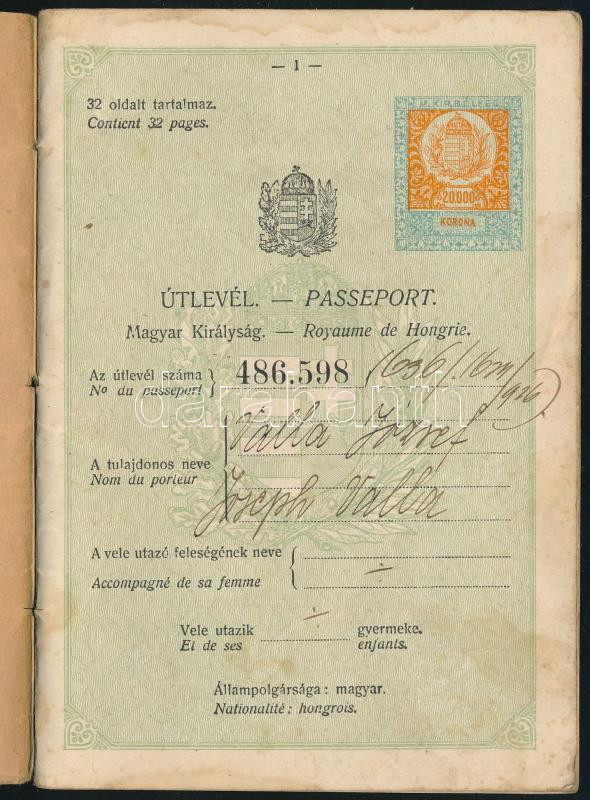 — 1 —
32 oldalt tartalmaz.
Contient 32 pages.
M. KIR. BÉLYEG
20.000
KORONA
ÚTLEVÉL. — PASSEPORT.
Magyar Királyság. — Royaume de Hongrie.
Az útlevél száma
No du passeport
486,598
Valla József
A tulajdonos neve
Nom du porteur
Joseph Valla
A vele utazó feleségének neve
Accompagné de sa femme
Vele utazik gyermeke.
Et de ses enfants.
Állampolgársága : magyar.
Nationalité : hongrois.
darabanth